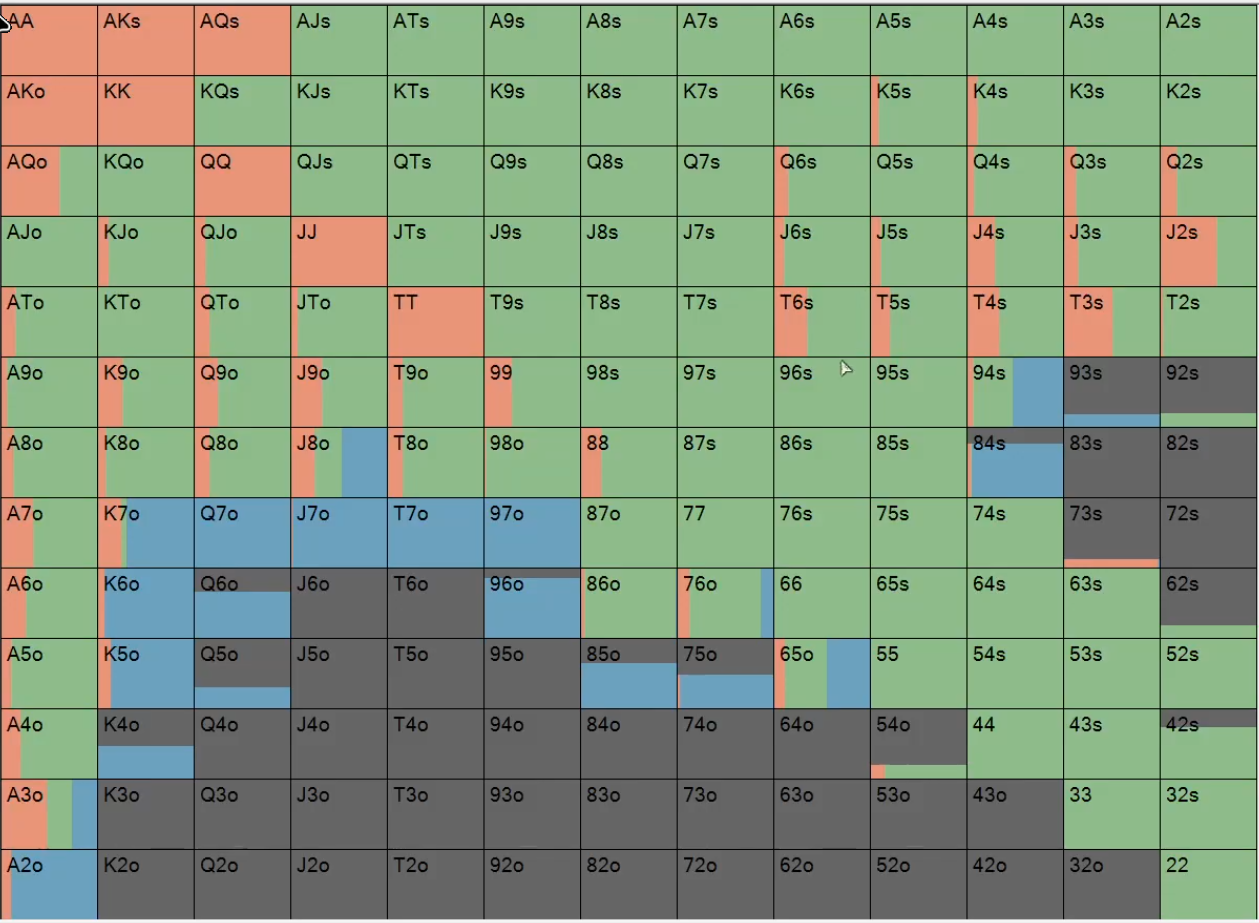 AA AKs AQs AJs ATs A9s A8s A7s A6s A5s A4s A3s A2s
AKo KK KQs KJs KTs K9s K8s K7s K6s K5s K4s K3s K2s
AQo KQo QQ QJs QTs Q9s Q8s Q7s Q6s Q5s Q4s Q3s Q2s
AJo KJo QJo JJ JTs J9s J8s J7s J6s J5s J4s J3s J2s
ATo KTo QTo JTo TT T9s T8s T7s T6s T5s T4s T3s T2s
A9o K9o Q9o J9o T9o 99 98s 97s 96s 95s 94s 93s 92s
A8o K8o Q8o J8o T8o 98o 88 87s 86s 85s 84s 83s 82s
A7o K7o Q7o J7o T7o 97o 87o 77 76s 75s 74s 73s 72s
A6o K6o Q6o J6o T6o 96o 86o 76o 66 65s 64s 63s 62s
A5o K5o Q5o J5o T5o 95o 85o 75o 65o 55 54s 53s 52s
A4o K4o Q4o J4o T4o 94o 84o 74o 64o 54o 44 43s 42s
A3o K3o Q3o J3o T3o 93o 83o 73o 63o 53o 43o 33 32s
A2o K2o Q2o J2o T2o 92o 82o 72o 62o 52o 42o 32o 22